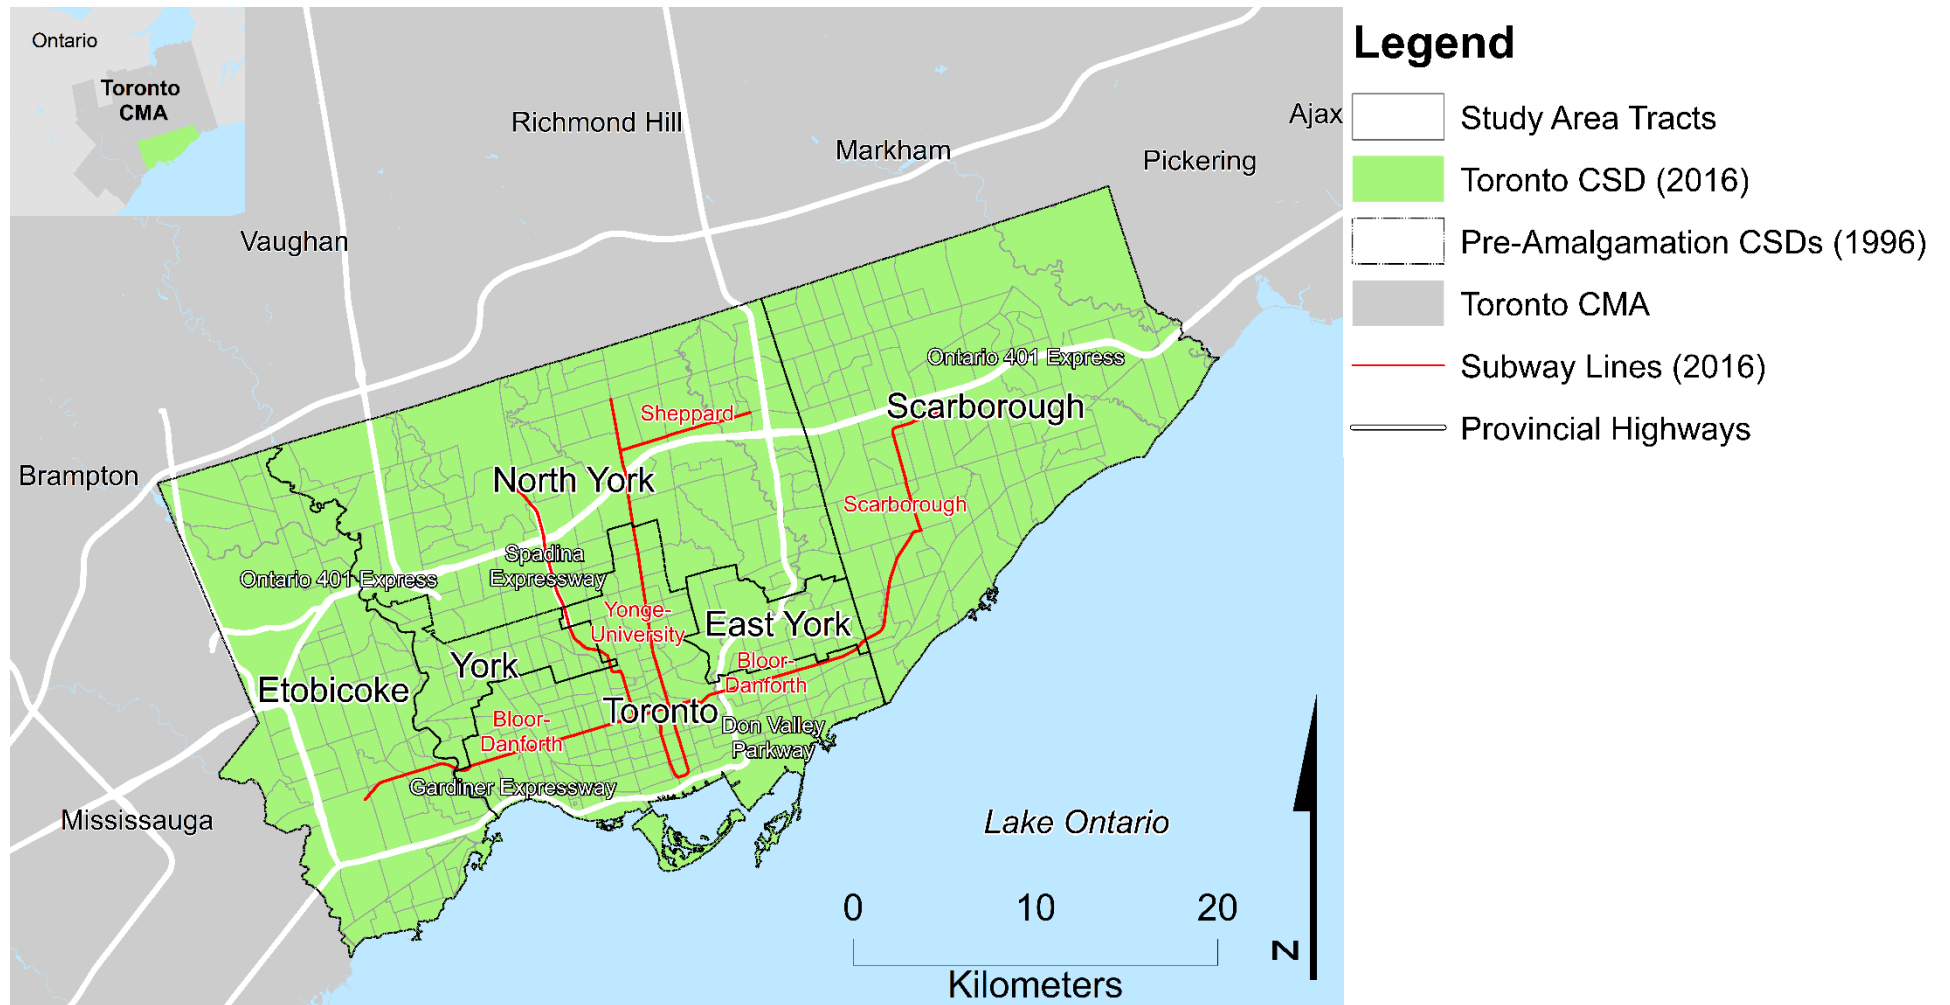 Ontario
Toronto
CMA
Richmond Hill
Markham
Ajax
Pickering
Vaughan
Brampton
Mississauga
Ontario 401 Express
Scarborough
Sheppard
North York
Scarborough
Spadina
Expressway
Ontario 401 Express
Yonge-
University
East York
York
Bloor-
Danforth
Etobicoke
Toronto
Bloor-
Danforth
Don Valley
Parkway
Gardiner Expressway
Lake Ontario
0 10 20
Kilometers
N
Legend
Study Area Tracts
Toronto CSD (2016)
Pre-Amalgamation CSDs (1996)
Toronto CMA
Subway Lines (2016)
Provincial Highways